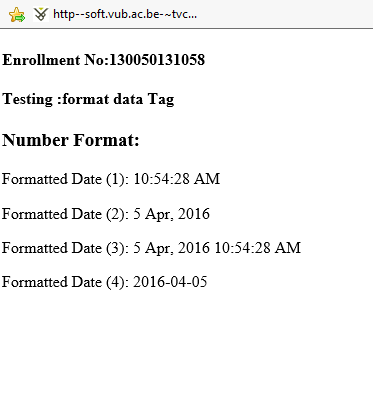 http--soft.vub.ac.be-~tvc...
Enrollment No:130050131058
Testing :format data Tag
Number Format:
Formatted Date (1): 10:54:28 AM
Formatted Date (2): 5 Apr, 2016
Formatted Date (3): 5 Apr, 2016 10:54:28 AM
Formatted Date (4): 2016-04-05